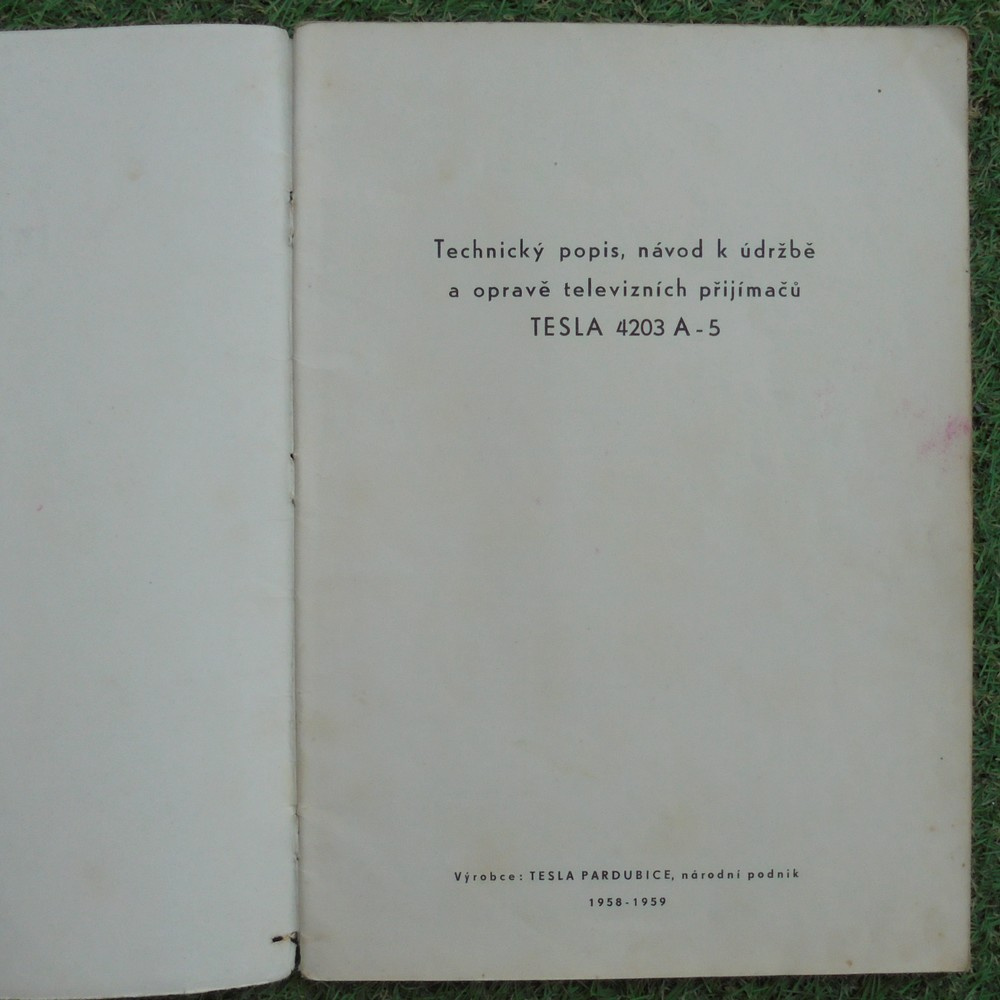 Technický popis, návod k údržbě
a opravě televizních přijímačů
TESLA 4203 A-5
Výrobce: TESLA PARDUBICE, národní podnik
1958-1959